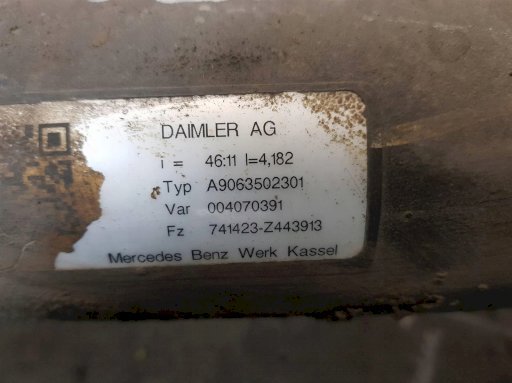 DAIMLER AG
i = 46:11 I=4,182
Typ A9063502301
Var 004070391
Fz 741423-Z443913
Mercedes Benz Werk Kassel